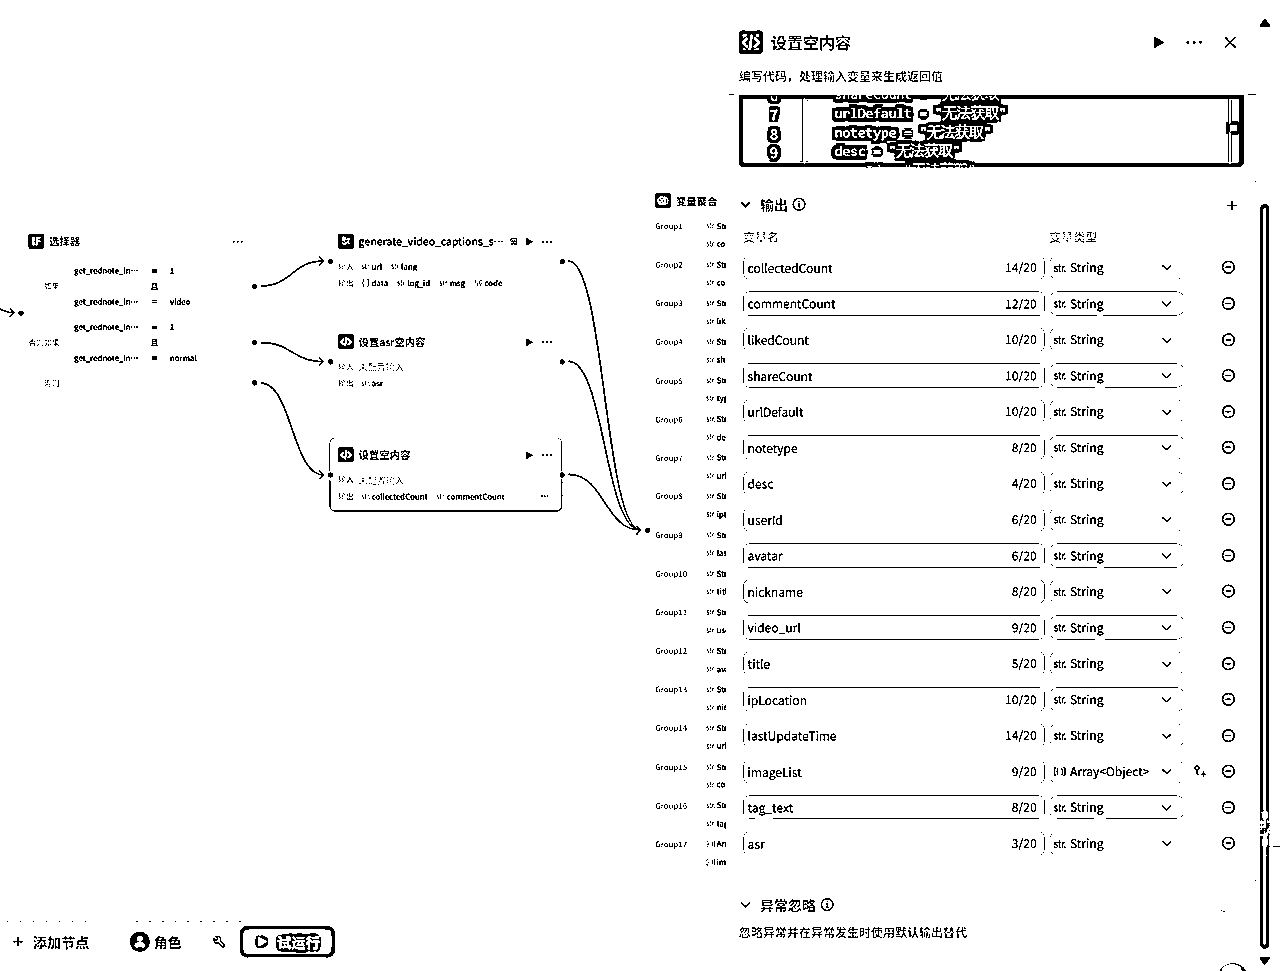 设置空内容
编写代码，处理输入变量来生成返回值
7 urlDefault = "无法获取"
8 notetype = "无法获取"
9 desc = "无法获取"
输出
变量名 变量类型
collectedCount 14/20 str. String
commentCount 12/20 str. String
likedCount 10/20 str. String
shareCount 10/20 str. String
urlDefault 10/20 str. String
notetype 8/20 str. String
desc 4/20 str. String
userId 6/20 str. String
avatar 6/20 str. String
nickname 8/20 str. String
video_url 9/20 str. String
title 5/20 str. String
ipLocation 10/20 str. String
lastUpdateTime 14/20 str. String
imageList 9/20 Array<Object>
tag_text 8/20 str. String
asr 3/20 str. String
异常忽略
忽略异常并在异常发生时使用默认输出替代
选择器
get_rednote_in... = 1
如果 且
get_rednote_in... = video
get_rednote_in... = 1
否则如果 且
get_rednote_in... = normal
否则
generate_video_captions_s...
输入 str. url str. lang
输出 data str. log_id str. msg code
设置asr空内容
输入 未配置输入
输出 str. asr
设置空内容
输入 未配置输入
输出 str. collectedCount str. commentCount
变量聚合
Group1
Group2
Group3
Group4
Group5
Group6
Group7
Group8
Group9
Group10
Group11
Group12
Group13
Group14
Group15
Group16
Group17
添加节点
角色
试运行